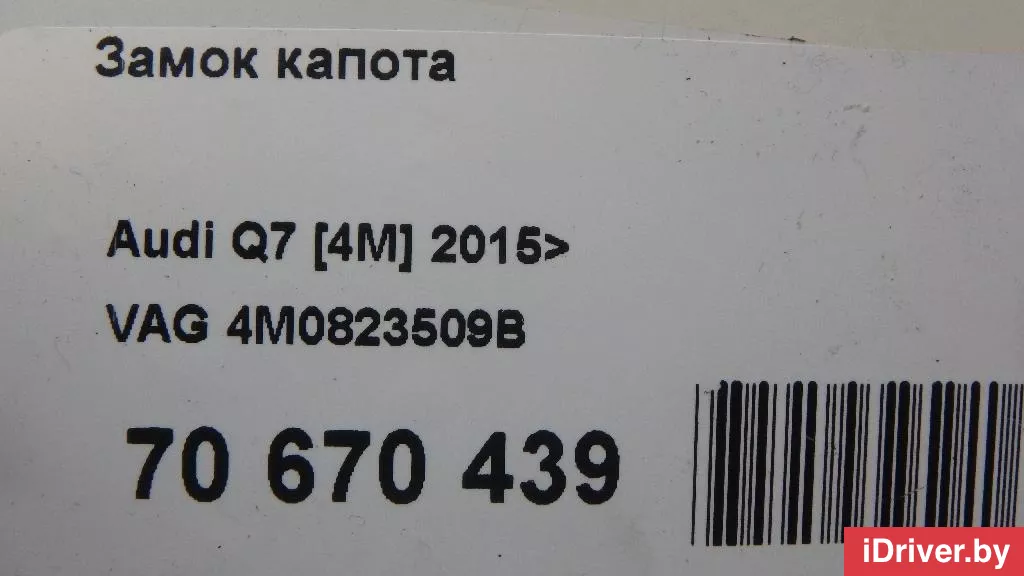 Замок капота
Audi Q7 [4M] 2015>
VAG 4M0823509B
70 670 439
iDriver.by